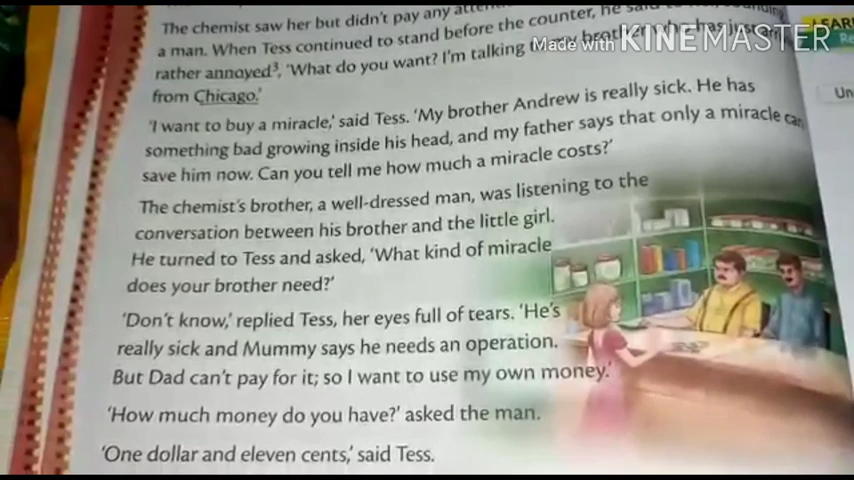 The chemist saw her but didn't pay any
a man. When Tess continued to stand before the counter, he said
rather annoyed³, 'What do you want? I'm talking brother who has just
from Chicago.'
'I want to buy a miracle,' said Tess. 'My brother Andrew is really sick. He has
something bad growing inside his head, and my father says that only a miracle can
save him now. Can you tell me how much a miracle costs?'
The chemist's brother, a well-dressed man, was listening to the
conversation between his brother and the little girl.
He turned to Tess and asked, 'What kind of miracle
does your brother need?'
'Don't know,' replied Tess, her eyes full of tears. 'He's
really sick and Mummy says he needs an operation.
But Dad can't pay for it; so I want to use my own money.'
'How much money do you have?' asked the man.
'One dollar and eleven cents,' said Tess.
Made with KINEMASTER